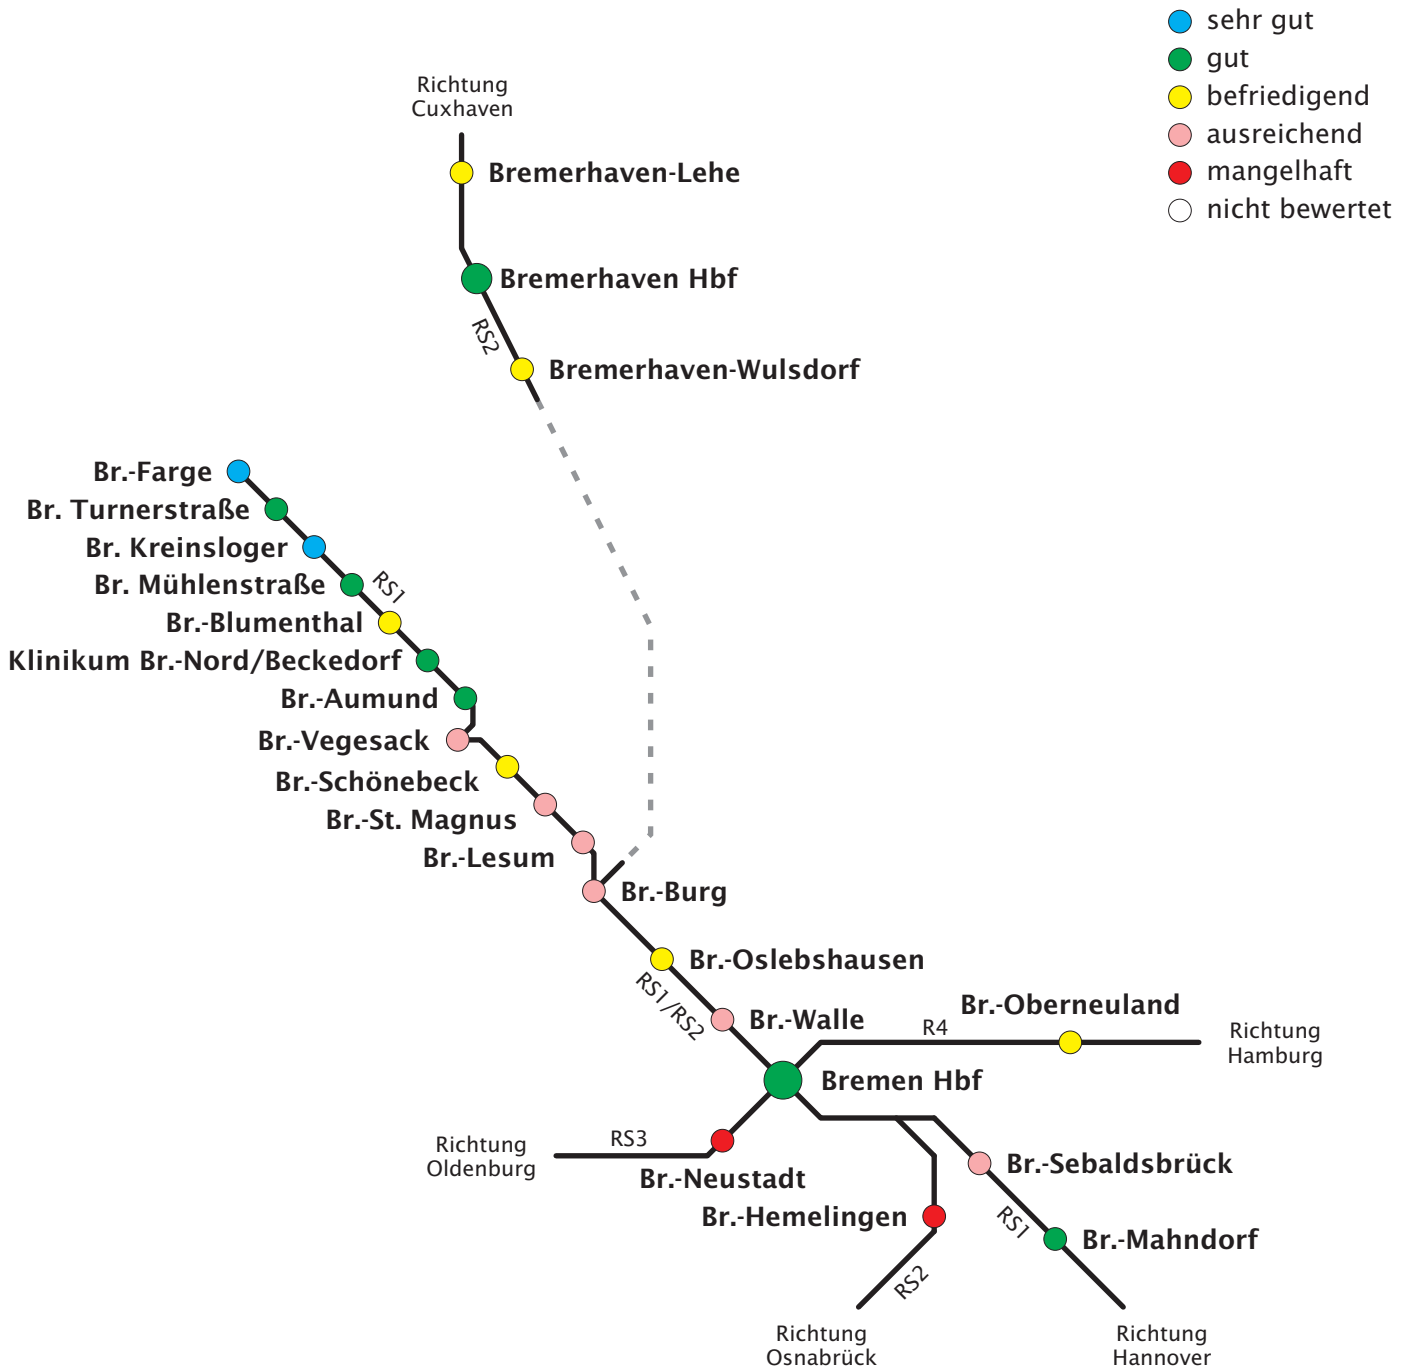 sehr gut
gut
befriedigend
ausreichend
mangelhaft
nicht bewertet
Richtung
Cuxhaven
Bremerhaven-Lehe
Bremerhaven Hbf
RS2
Bremerhaven-Wulsdorf
Br.-Farge
Br. Turnerstraße
Br. Kreinsloger
Br. Mühlenstraße
RS1
Br.-Blumenthal
Klinikum Br.-Nord/Beckedorf
Br.-Aumund
Br.-Vegesack
Br.-Schönebeck
Br.-St. Magnus
Br.-Lesum
Br.-Burg
Br.-Oslebshausen
RS1/RS2
Br.-Walle
Br.-Oberneuland
R4
Richtung
Hamburg
Bremen Hbf
RS3
Richtung
Oldenburg
Br.-Neustadt
Br.-Sebaldsbrück
Br.-Hemelingen
RS1
Br.-Mahndorf
RS2
Richtung
Osnabrück
Richtung
Hannover